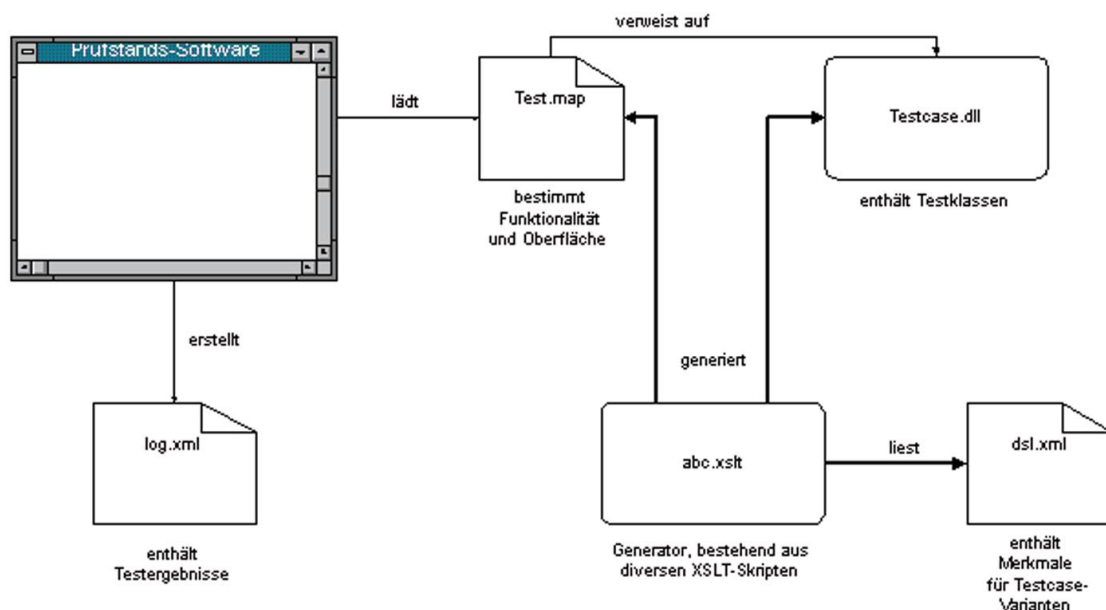 verweist auf
Prüfstands-Software
lädt
Test.map
Testcase.dll
bestimmt
Funktionalität
und Oberfläche
enthält Testklassen
erstellt
generiert
log.xml
abc.xslt
liest
dsl.xml
enthält
Testergebnisse
Generator, bestehend aus
diversen XSLT-Skripten
enthält
Merkmale
für Testcase-
Varianten